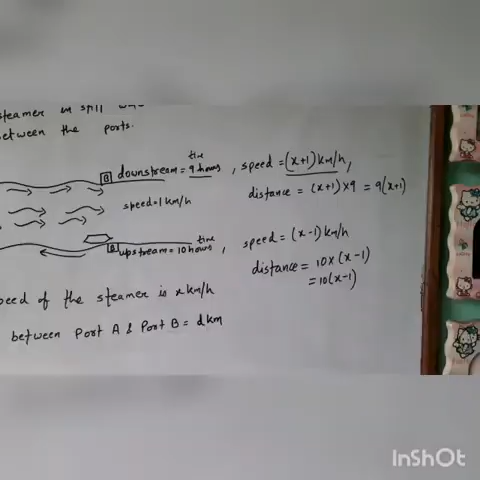 steamer in still
between the ports.
time
B downstream = 9 hours, speed = (x+1) km/h
distance = (x+1) x 9 = 9(x+1)
speed = 1 km/h
time
B upstream = 10 hours, speed = (x-1) km/h
distance = 10 x (x-1)
= 10(x-1)
peed of the steamer is x km/h
between Port A & Port B = d km
InShOt